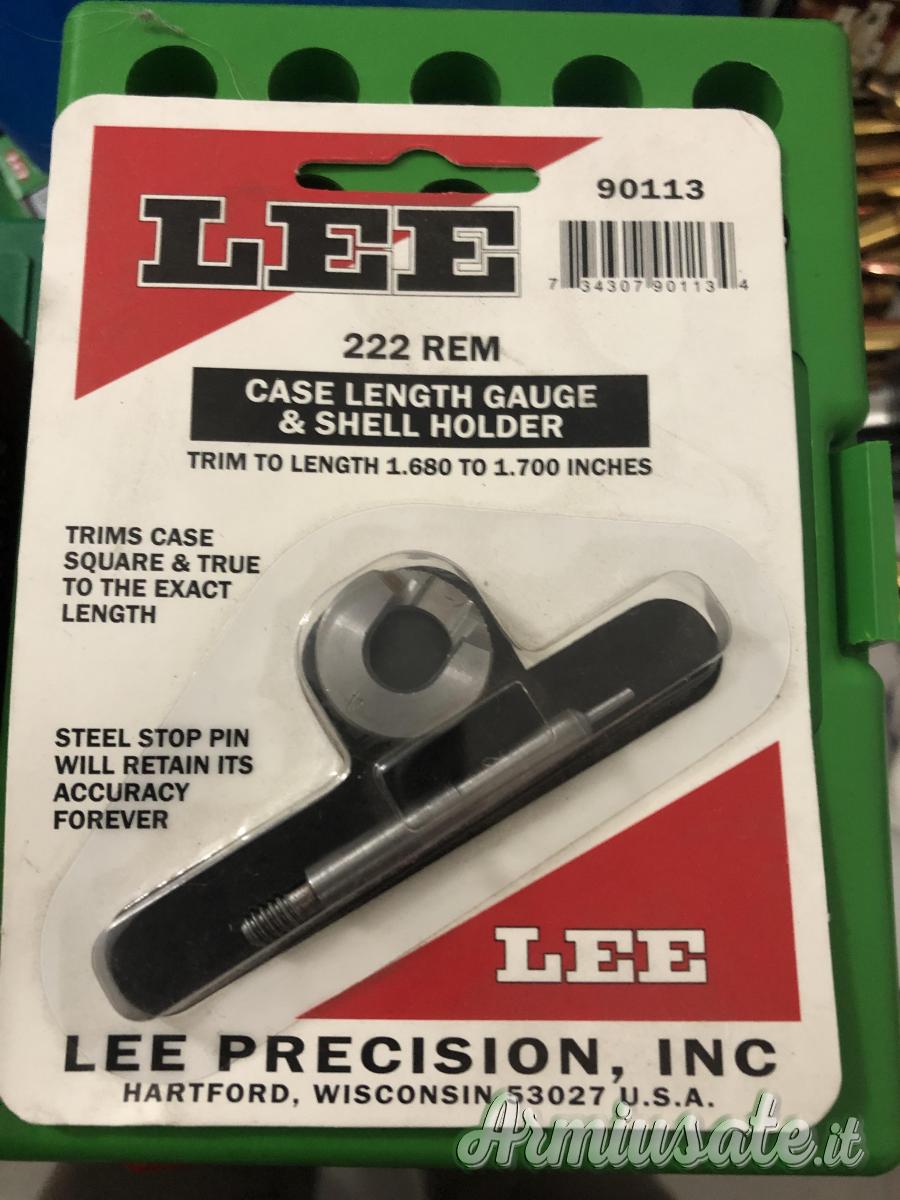 LEE
90113
7 34307 90113 4
222 REM
CASE LENGTH GAUGE
& SHELL HOLDER
TRIM TO LENGTH 1.680 TO 1.700 INCHES
TRIMS CASE
SQUARE & TRUE
TO THE EXACT
LENGTH
STEEL STOP PIN
WILL RETAIN ITS
ACCURACY
FOREVER
LEE
LEE PRECISION, INC
HARTFORD, WISCONSIN 53027 U.S.A.
Armiusate.it